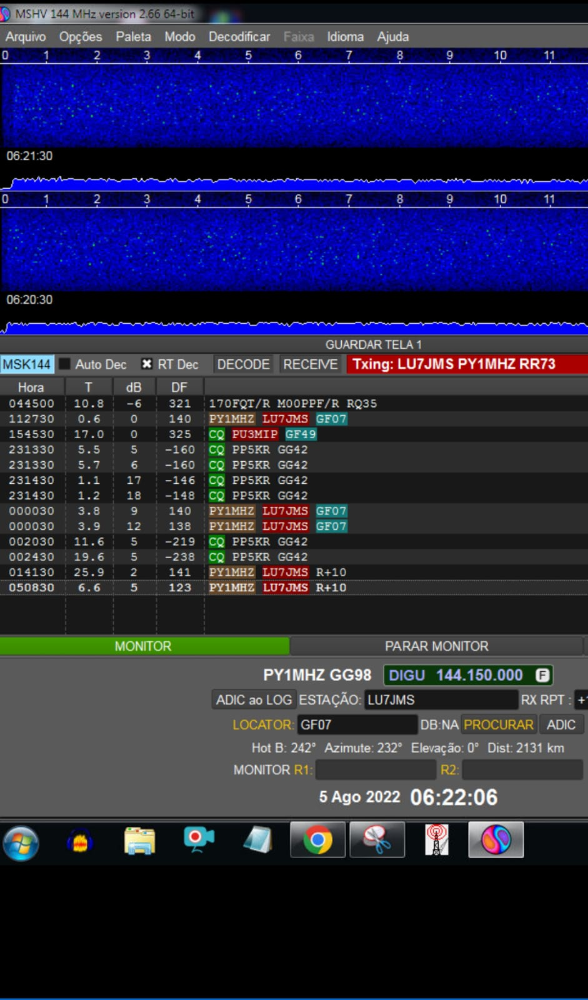 MSHV 144 MHz version 2.66 64-bit
Arquivo Opções Paleta Modo Decodificar Faixa Idioma Ajuda
0 1 2 3 4 5 6 7 8 9 10 11
06:21:30
0 1 2 3 4 5 6 7 8 9 10 11
06:20:30
GUARDAR TELA 1
MSK144 Auto Dec RT Dec DECODE RECEIVE Txing: LU7JMS PY1MHZ RR73
Hora T dB DF
044500 10.8 -6 321 170FQT/R M00PPF/R RQ35
112730 0.6 0 140 PY1MHZ LU7JMS GF07
154530 17.0 0 325 CQ PU3MIP GF49
231330 5.5 5 -160 CQ PP5KR GG42
231330 5.7 6 -160 CQ PP5KR GG42
231430 1.1 17 -146 CQ PP5KR GG42
231430 1.2 18 -148 CQ PP5KR GG42
000030 3.8 9 140 PY1MHZ LU7JMS GF07
000030 3.9 12 138 PY1MHZ LU7JMS GF07
002030 11.6 5 -219 CQ PP5KR GG42
002430 19.6 5 -238 CQ PP5KR GG42
014130 25.9 2 141 PY1MHZ LU7JMS R+10
050830 6.6 5 123 PY1MHZ LU7JMS R+10
MONITOR PARAR MONITOR
PY1MHZ GG98 DIGU 144.150.000 F
ADIC ao LOG ESTAÇÃO: LU7JMS RX RPT :
LOCATOR: GF07 DB:NA PROCURAR ADIC
Hot B: 242° Azimute: 232° Elevação: 0° Dist: 2131 km
MONITOR R1: R2:
5 Ago 2022 06:22:06